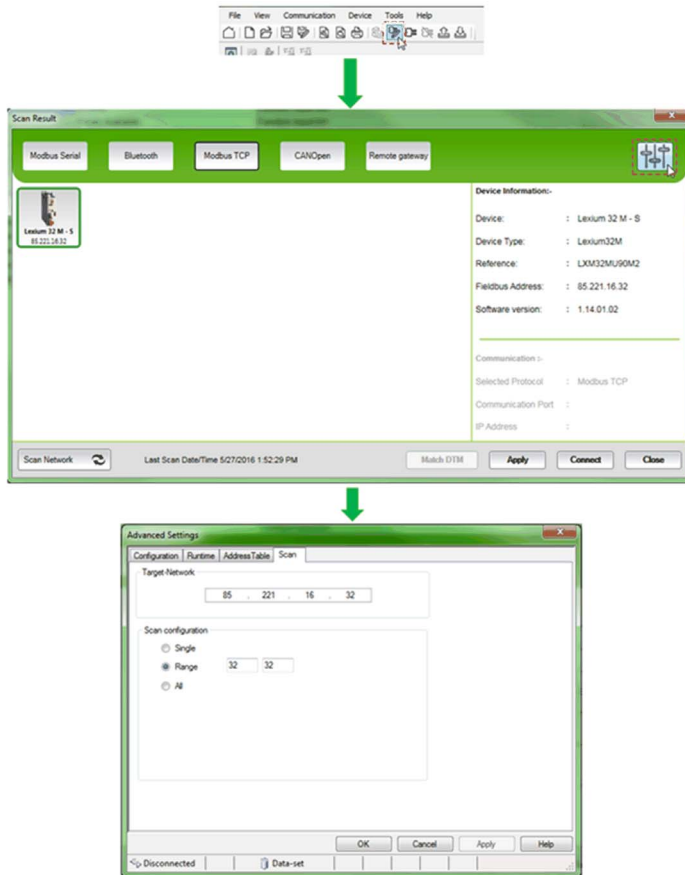 File View Communication Device Tools Help
Scan Result
Modbus Serial Bluetooth Modbus TCP CANOpen Remote gateway
Lexium 32 M - S
85.221.16.32
Device Information:-
Device: : Lexium 32 M - S
Device Type: : Lexium32M
Reference: : LXM32MU90M2
Fieldbus Address: : 85.221.16.32
Software version: : 1.14.01.02
Communication :-
Selected Protocol : Modbus TCP
Communication Port :
IP Address :
Scan Network Last Scan Date/Time 5/27/2016 1:52:29 PM Match DTM Apply Connect Close
Advanced Settings
Configuration Runtime Address Table Scan
Target-Network
85 . 221 . 16 . 32
Scan configuration
Single
Range 32 32
All
OK Cancel Apply Help
Disconnected Data-set